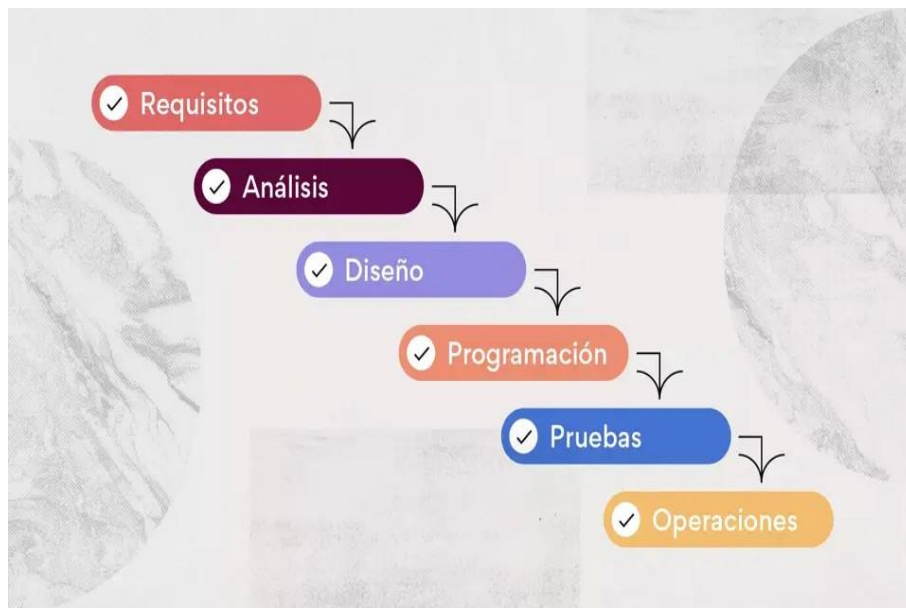 Requisitos
Análisis
Diseño
Programación
Pruebas
Operaciones